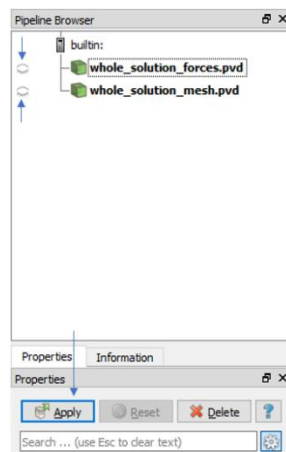 Pipeline Browser
builtin:
whole_solution_forces.pvd
whole_solution_mesh.pvd
Properties Information
Properties
Apply Reset Delete ?
Search ... (use Esc to clear text)